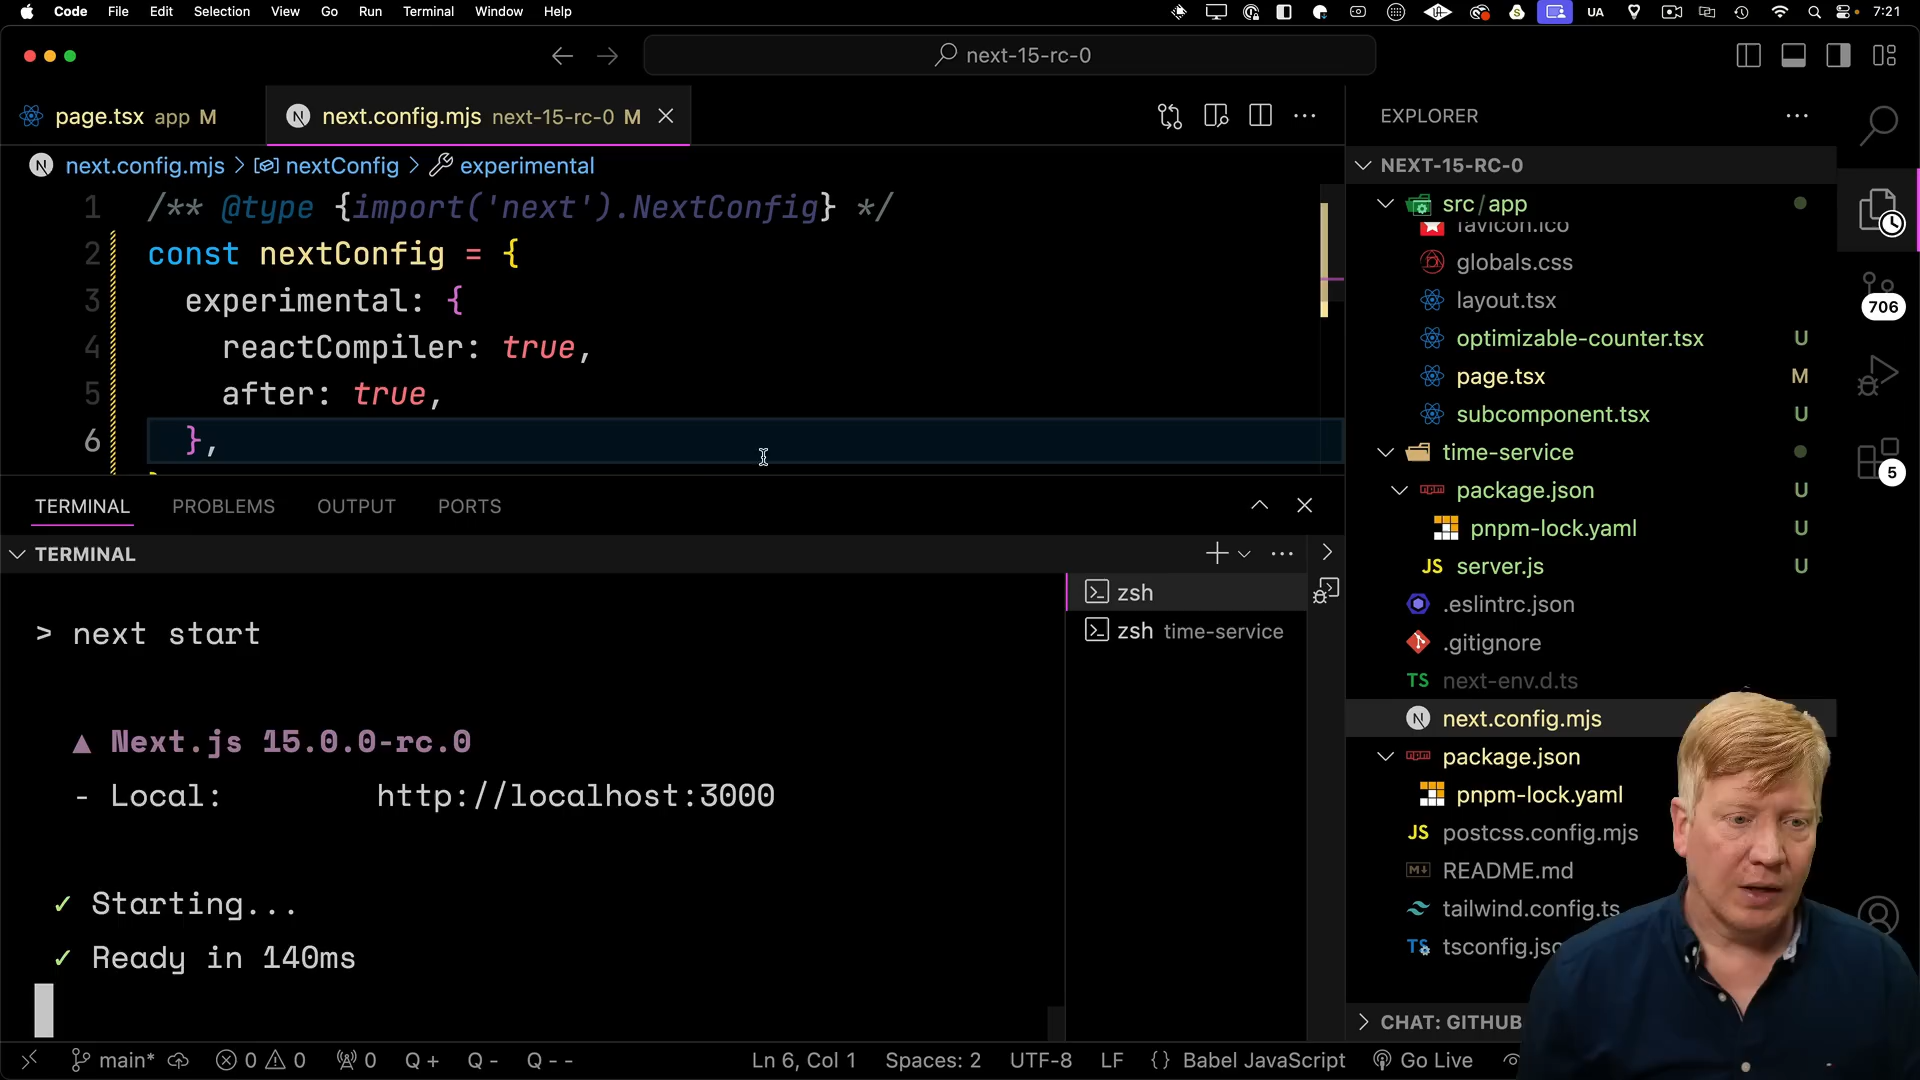 Code File Edit Selection View Go Run Terminal Window Help UA 7:21
next-15-rc-0
page.tsx app M
next.config.mjs next-15-rc-0 M
next.config.mjs > nextConfig > experimental
1 /** @type {import('next').NextConfig} */
2 const nextConfig = {
3 experimental: {
4 reactCompiler: true,
5 after: true,
6 },
TERMINAL PROBLEMS OUTPUT PORTS
TERMINAL
> next start
▲ Next.js 15.0.0-rc.0
- Local: http://localhost:3000
✓ Starting...
✓ Ready in 140ms
zsh
zsh time-service
EXPLORER
NEXT-15-RC-0
src/app
favicon.ico
globals.css
layout.tsx
optimizable-counter.tsx U
page.tsx M
subcomponent.tsx U
time-service
package.json U
pnpm-lock.yaml U
JS server.js U
.eslintrc.json
.gitignore
TS next-env.d.ts
N next.config.mjs
package.json
pnpm-lock.yaml
JS postcss.config.mjs
README.md
tailwind.config.ts
TS
CHAT: GITHUB
706
5
main* 0 0 0 Q + Q - Q - - Ln 6, Col 1 Spaces: 2 UTF-8 LF {} Babel JavaScript Go Live